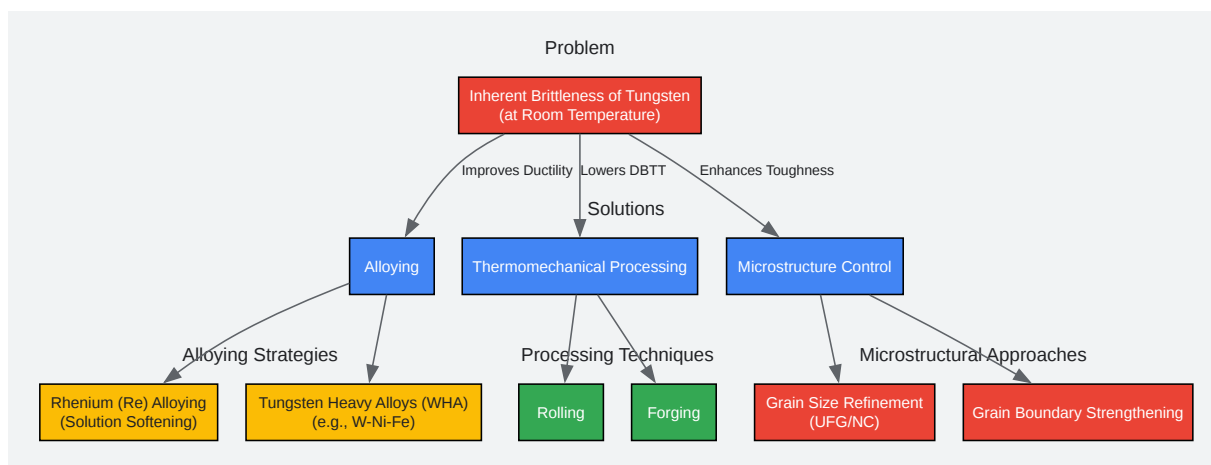 Problem
Inherent Brittleness of Tungsten
(at Room Temperature)
Improves Ductility
Lowers DBTT
Enhances Toughness
Solutions
Alloying
Thermomechanical Processing
Microstructure Control
Alloying Strategies
Processing Techniques
Microstructural Approaches
Rhenium (Re) Alloying
(Solution Softening)
Tungsten Heavy Alloys (WHA)
(e.g., W-Ni-Fe)
Rolling
Forging
Grain Size Refinement
(UFG/NC)
Grain Boundary Strengthening